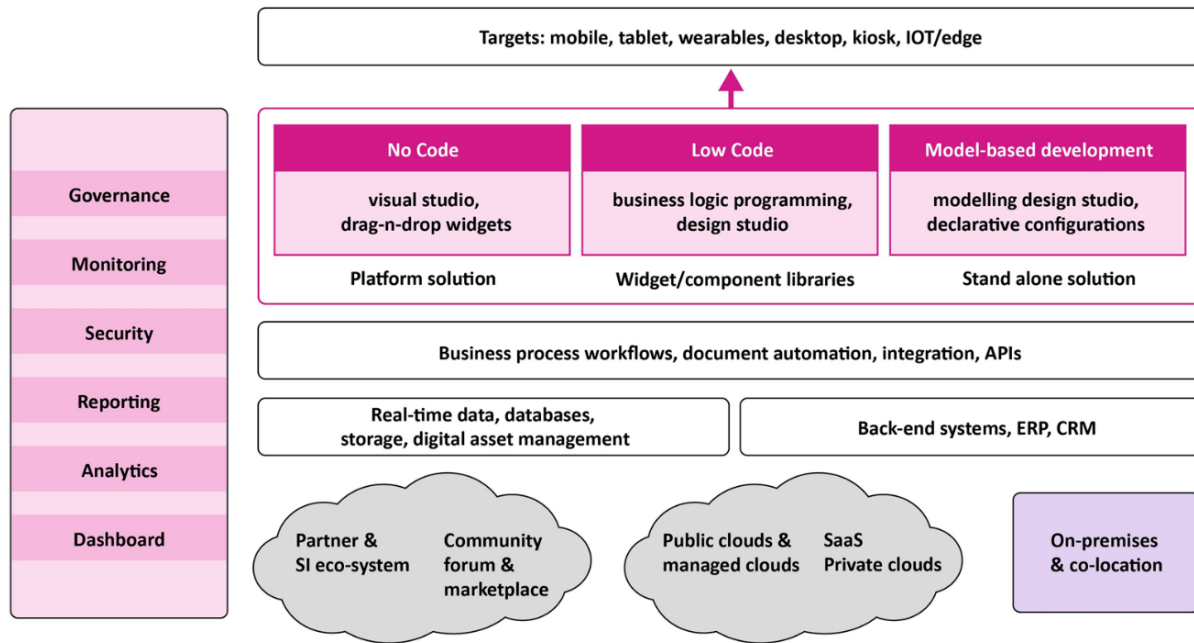 Targets: mobile, tablet, wearables, desktop, kiosk, IOT/edge
Governance
Monitoring
Security
Reporting
Analytics
Dashboard
No Code
visual studio,
drag-n-drop widgets
Platform solution
Low Code
business logic programming,
design studio
Widget/component libraries
Model-based development
modelling design studio,
declarative configurations
Stand alone solution
Business process workflows, document automation, integration, APIs
Real-time data, databases,
storage, digital asset management
Back-end systems, ERP, CRM
Partner &
SI eco-system
Community
forum &
marketplace
Public clouds &
managed clouds
SaaS
Private clouds
On-premises
& co-location